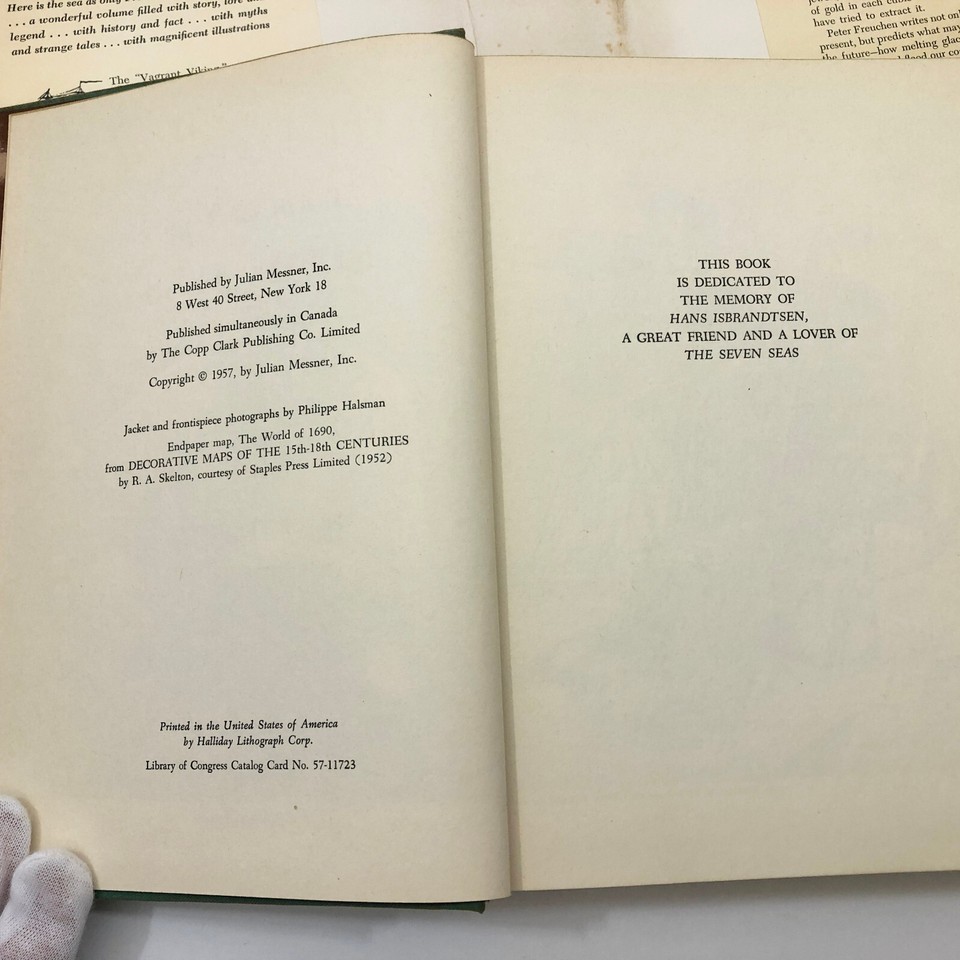 Here is the sea as only
. . . a wonderful volume filled with story, lore and
legend . . . with history and fact . . . with myths
and strange tales . . . with magnificent illustrations
The "Vagrant Viking"
of gold in each cubic
have tried to extract it.
Peter Freuchen writes not only
present, but predicts what may
the future—how melting glac
Published by Julian Messner, Inc.
8 West 40 Street, New York 18
Published simultaneously in Canada
by The Copp Clark Publishing Co. Limited
Copyright © 1957, by Julian Messner, Inc.
Jacket and frontispiece photographs by Philippe Halsman
Endpaper map, The World of 1690,
from DECORATIVE MAPS OF THE 15th-18th CENTURIES
by R. A. Skelton, courtesy of Staples Press Limited (1952)
Printed in the United States of America
by Halliday Lithograph Corp.
Library of Congress Catalog Card No. 57-11723
THIS BOOK
IS DEDICATED TO
THE MEMORY OF
HANS ISBRANDTSEN,
A GREAT FRIEND AND A LOVER OF
THE SEVEN SEAS